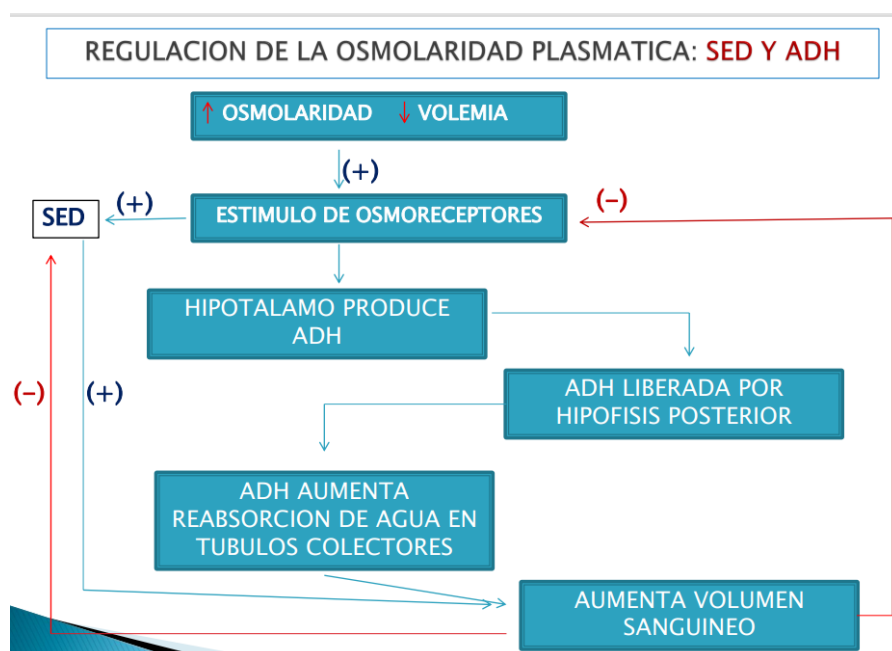 REGULACION DE LA OSMOLARIDAD PLASMATICA: SED Y ADH
↑ OSMOLARIDAD ↓ VOLEMIA
(+)
(-)
SED
(+)
ESTIMULO DE OSMORECEPTORES
HIPOTALAMO PRODUCE
ADH
(-)
(+)
ADH LIBERADA POR
HIPOFISIS POSTERIOR
ADH AUMENTA
REABSORCION DE AGUA EN
TUBULOS COLECTORES
AUMENTA VOLUMEN
SANGUINEO